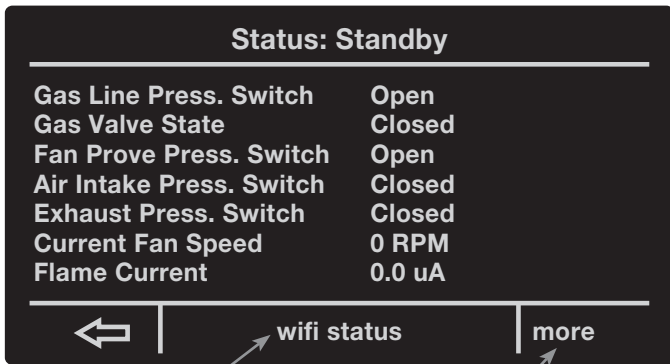 Status: Standby
Gas Line Press. Switch Open
Gas Valve State Closed
Fan Prove Press. Switch Open
Air Intake Press. Switch Closed
Exhaust Press. Switch Closed
Current Fan Speed 0 RPM
Flame Current 0.0 uA
wifi status more